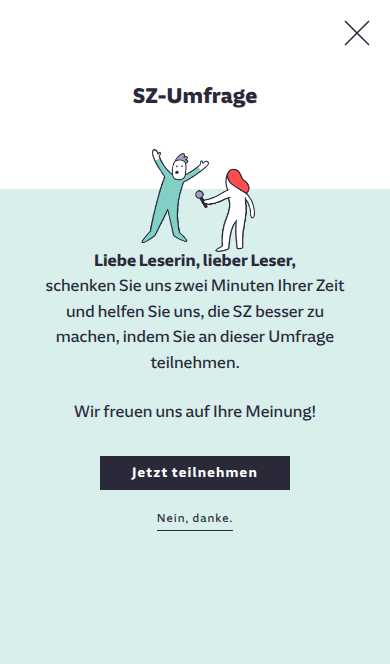 SZ-Umfrage
Liebe Leserin, lieber Leser,
schenken Sie uns zwei Minuten Ihrer Zeit
und helfen Sie uns, die SZ besser zu
machen, indem Sie an dieser Umfrage
teilnehmen.
Wir freuen uns auf Ihre Meinung!
Jetzt teilnehmen
Nein, danke.